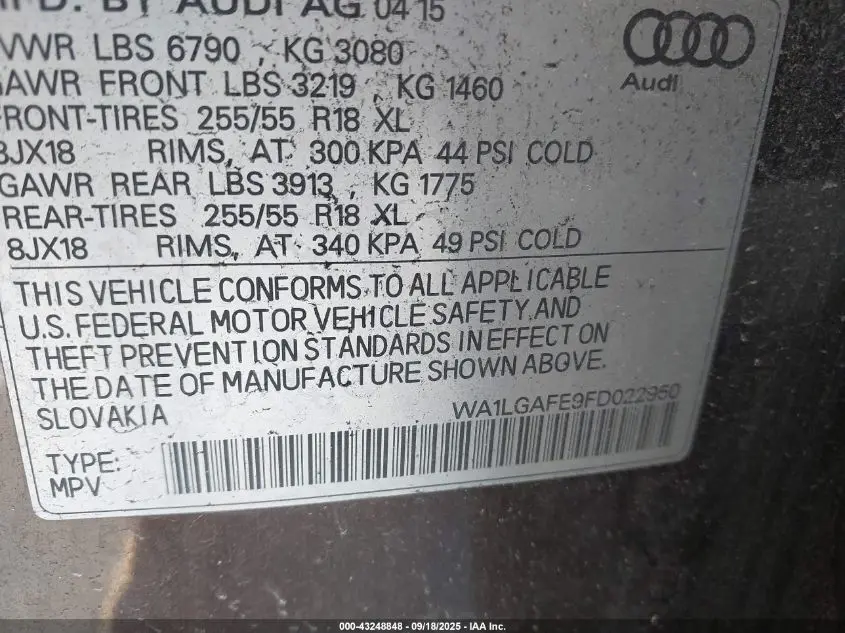 MFD. BY AUDI AG 04 15
GVWR LBS 6790, KG 3080
GAWR FRONT LBS 3219, KG 1460
FRONT-TIRES 255/55 R18 XL
8JX18 RIMS, AT 300 KPA 44 PSI COLD
GAWR REAR LBS 3913, KG 1775
REAR-TIRES 255/55 R18 XL
8JX18 RIMS, AT 340 KPA 49 PSI COLD
Audi
THIS VEHICLE CONFORMS TO ALL APPLICABLE
U.S. FEDERAL MOTOR VEHICLE SAFETY AND
THEFT PREVENTION STANDARDS IN EFFECT ON
THE DATE OF MANUFACTURE SHOWN ABOVE.
SLOVAKIA
WA1LGAFE9FD022950
TYPE:
MPV
000-43248848 - 09/18/2025 - IAA Inc.